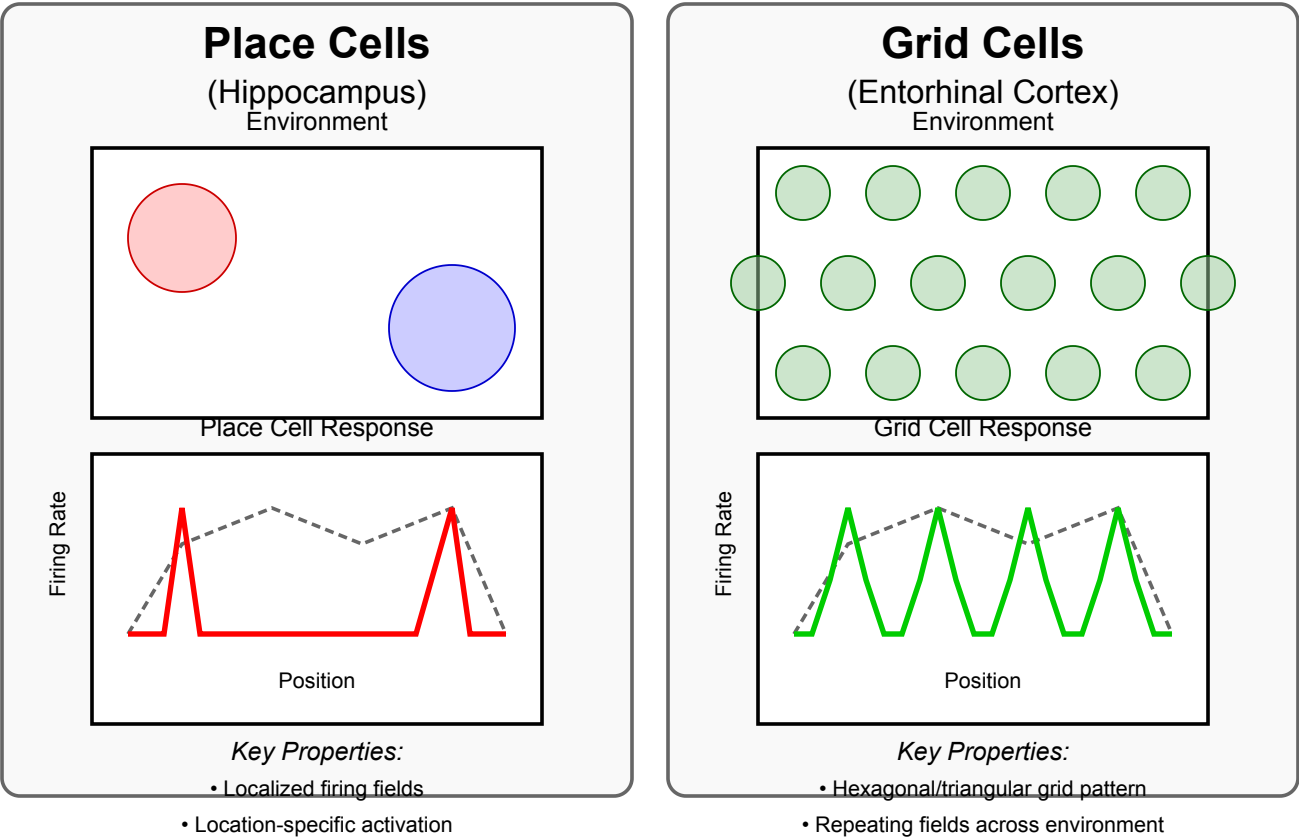 Place Cells
(Hippocampus)
Environment
Place Cell Response
Firing Rate
Position
Key Properties:
• Localized firing fields
• Location-specific activation
Grid Cells
(Entorhinal Cortex)
Environment
Grid Cell Response
Firing Rate
Position
Key Properties:
• Hexagonal/triangular grid pattern
• Repeating fields across environment